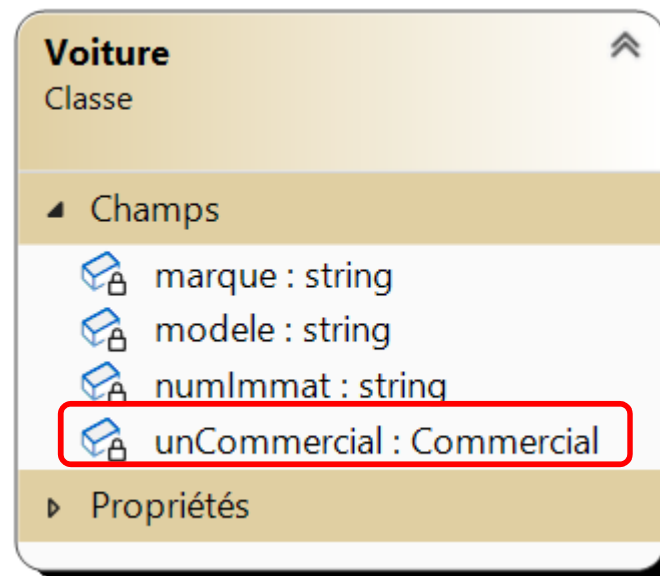 Voiture
Classe
Champs
marque : string
modele : string
numImmat : string
unCommercial : Commercial
Propriétés